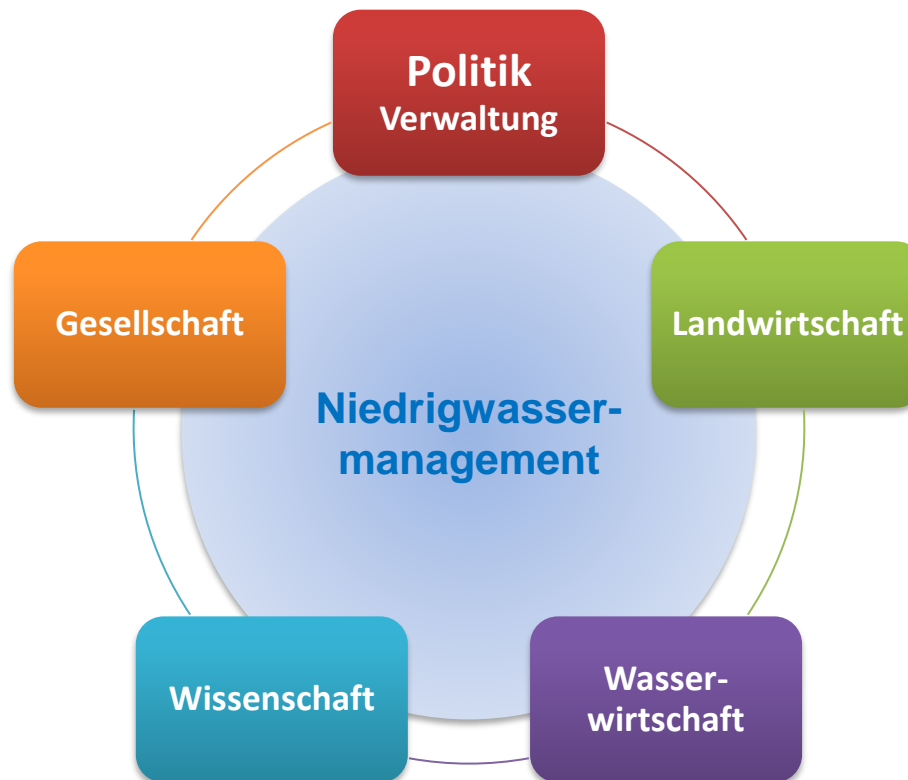 Politik
Verwaltung
Gesellschaft
Landwirtschaft
Niedrigwasser-
management
Wissenschaft
Wasser-
wirtschaft